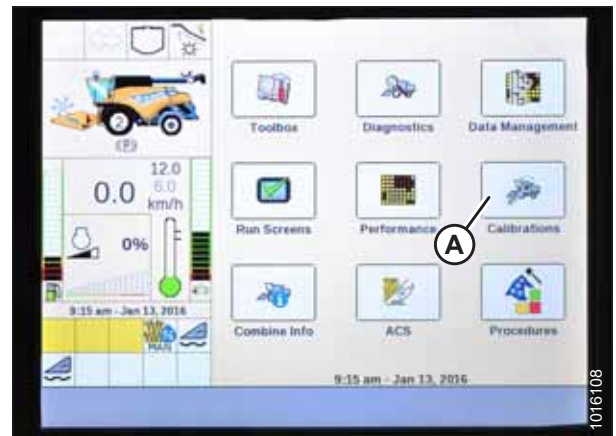 Toolbox
Diagnostics
Data Management
2
(P)
12.0
0.0
6.0
km/h
Run Screens
Performance
Calibrations
A
0%
9:15 am - Jan 13, 2016
MAN
Combine Info
ACS
Procedures
9:15 am - Jan 13, 2016
1016108